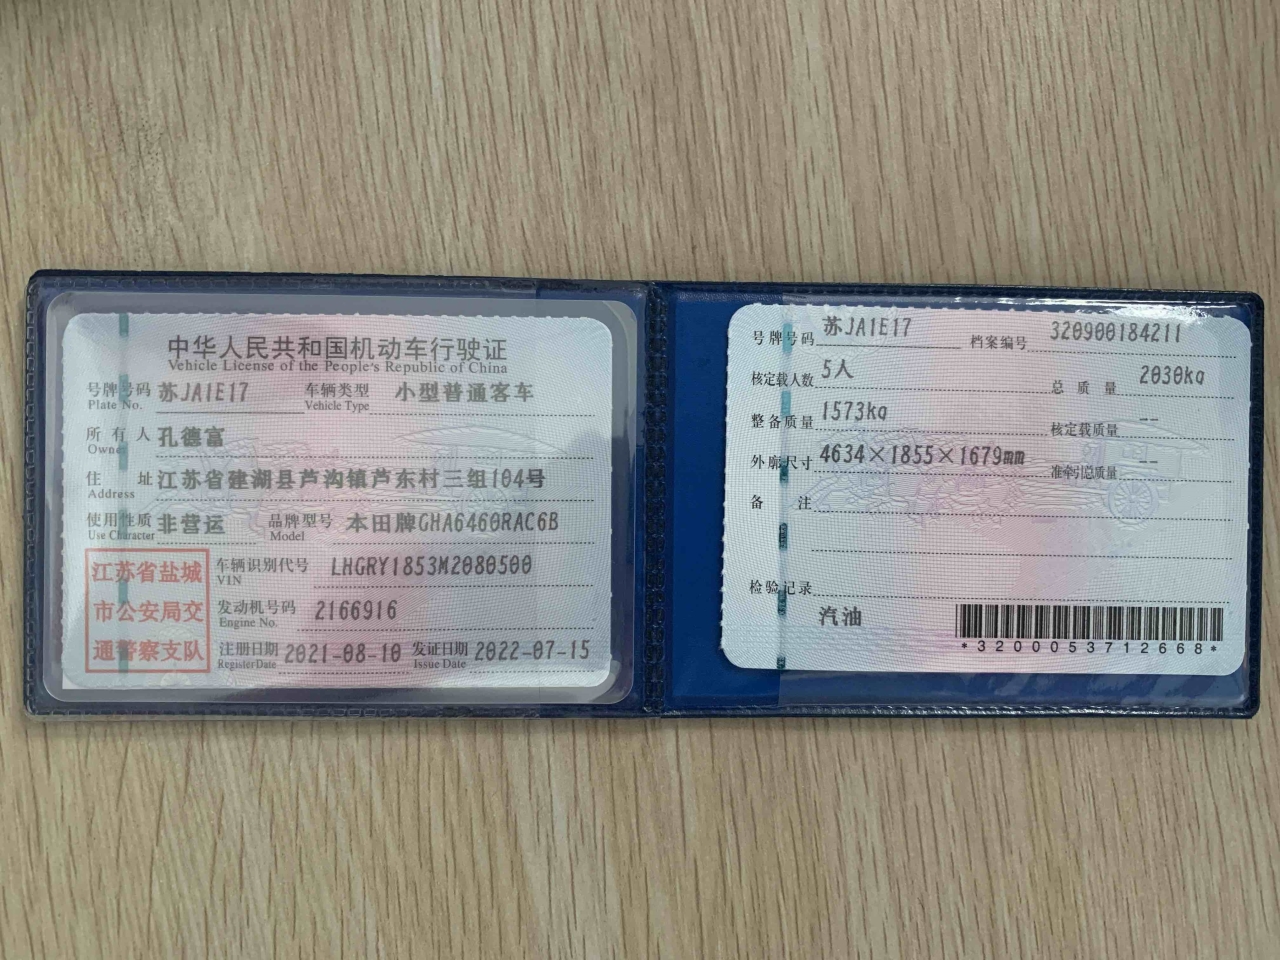 中华人民共和国机动车行驶证
Vehicle License of the People's Republic of China
号牌号码 苏JA1E17 车辆类型 小型普通客车
Plate No. Vehicle Type
所有人 孔德富
Owner
住址 江苏省建湖县芦沟镇芦东村三组104号
Address
使用性质 非营运 品牌型号 本田牌GHA6460RAC6B
Use Character Model
江苏省盐城
市公安局交
通警察支队
车辆识别代号 LHGRY1853M2080500
VIN
发动机号码 2166916
Engine No.
注册日期 2021-08-10 发证日期 2022-07-15
Register Date Issue Date
号牌号码 苏JA1E17 档案编号 320900184211
核定载人数 5人 总质量 2030kg
整备质量 1573kg 核定载质量 --
外廓尺寸 4634×1855×1679mm 准牵引总质量 --
备注
检验记录
汽油
*3200053712668*